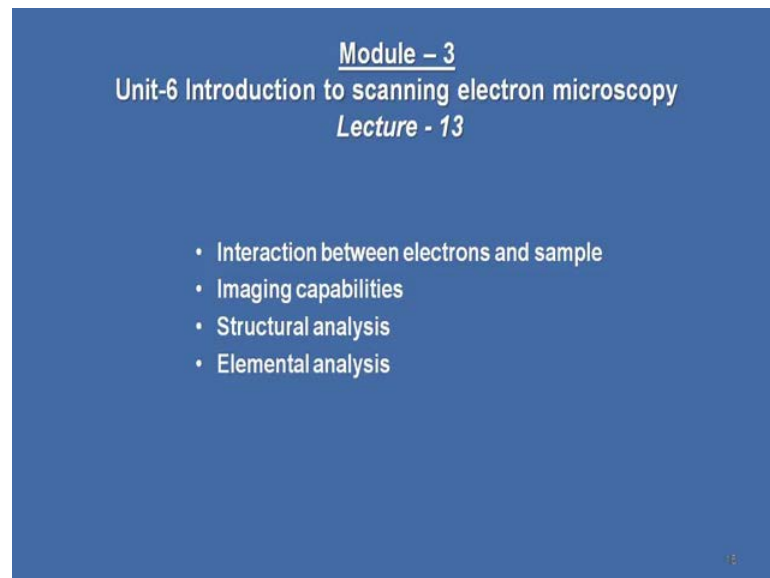 Module – 3
Unit-6 Introduction to scanning electron microscopy
Lecture - 13
• Interaction between electrons and sample
• Imaging capabilities
• Structural analysis
• Elemental analysis